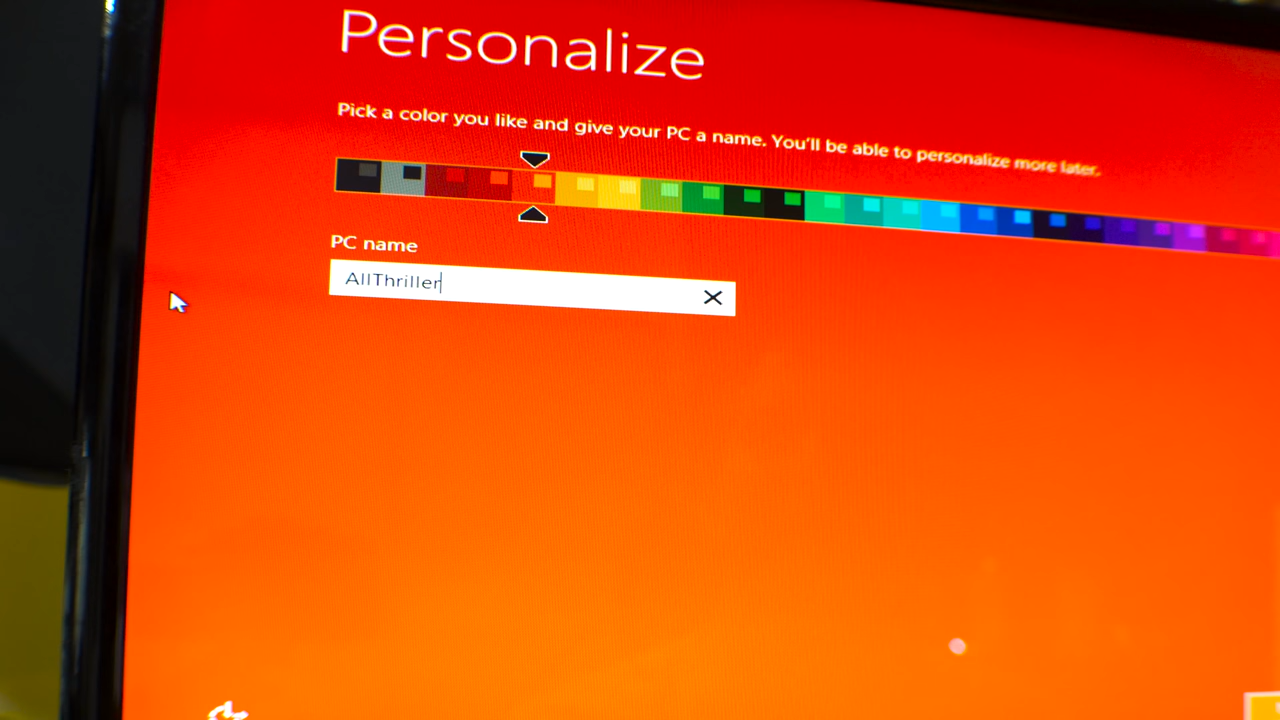 Personalize
Pick a color you like and give your PC a name. You'll be able to personalize more later.
PC name
AllThriller